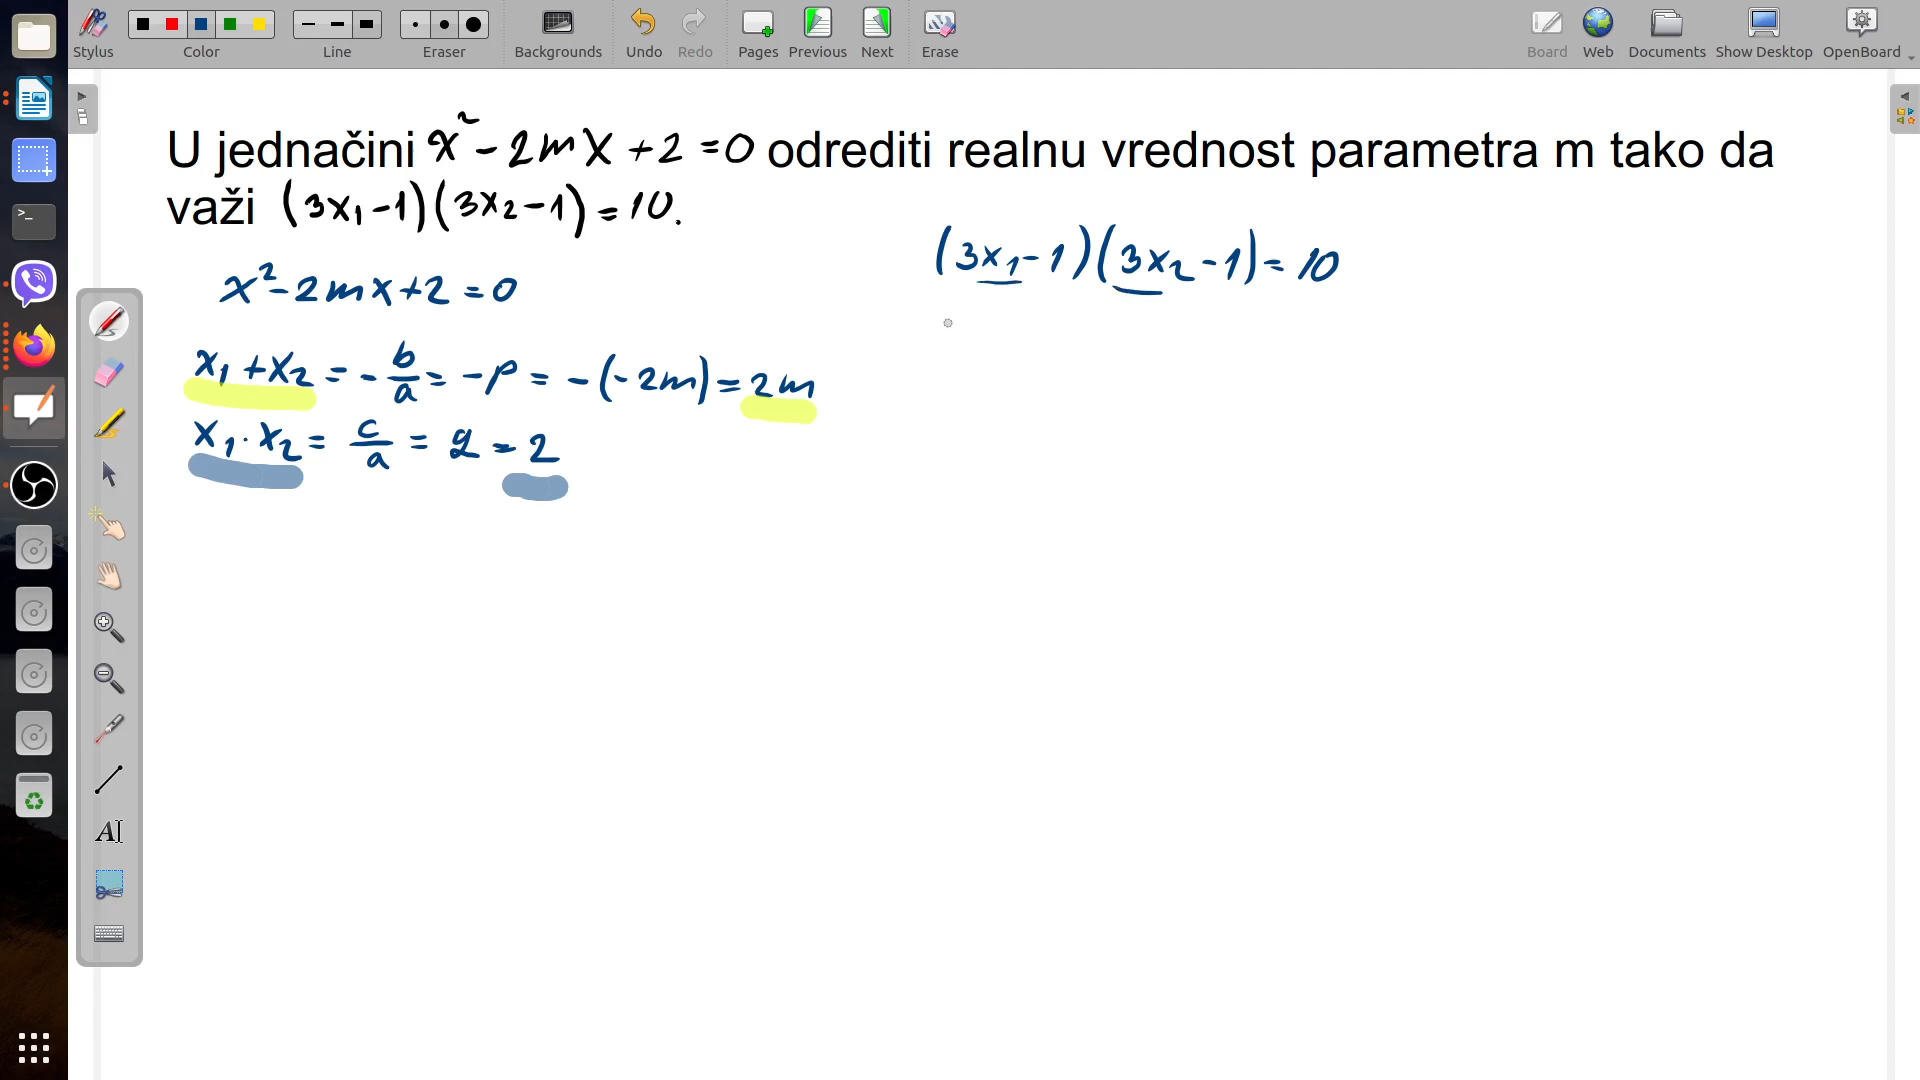 Stylus Color Line Eraser Backgrounds Undo Redo Pages Previous Next Erase Board Web Documents Show Desktop OpenBoard
U jednačini x² - 2mx + 2 = 0 odrediti realnu vrednost parametra m tako da
važi (3x₁ - 1)(3x₂ - 1) = 10.
x² - 2mx + 2 = 0
x₁ + x₂ = - b/a = - p = - (- 2m) = 2m
x₁ · x₂ = c/a = q = 2
(3x₁ - 1)(3x₂ - 1) = 10